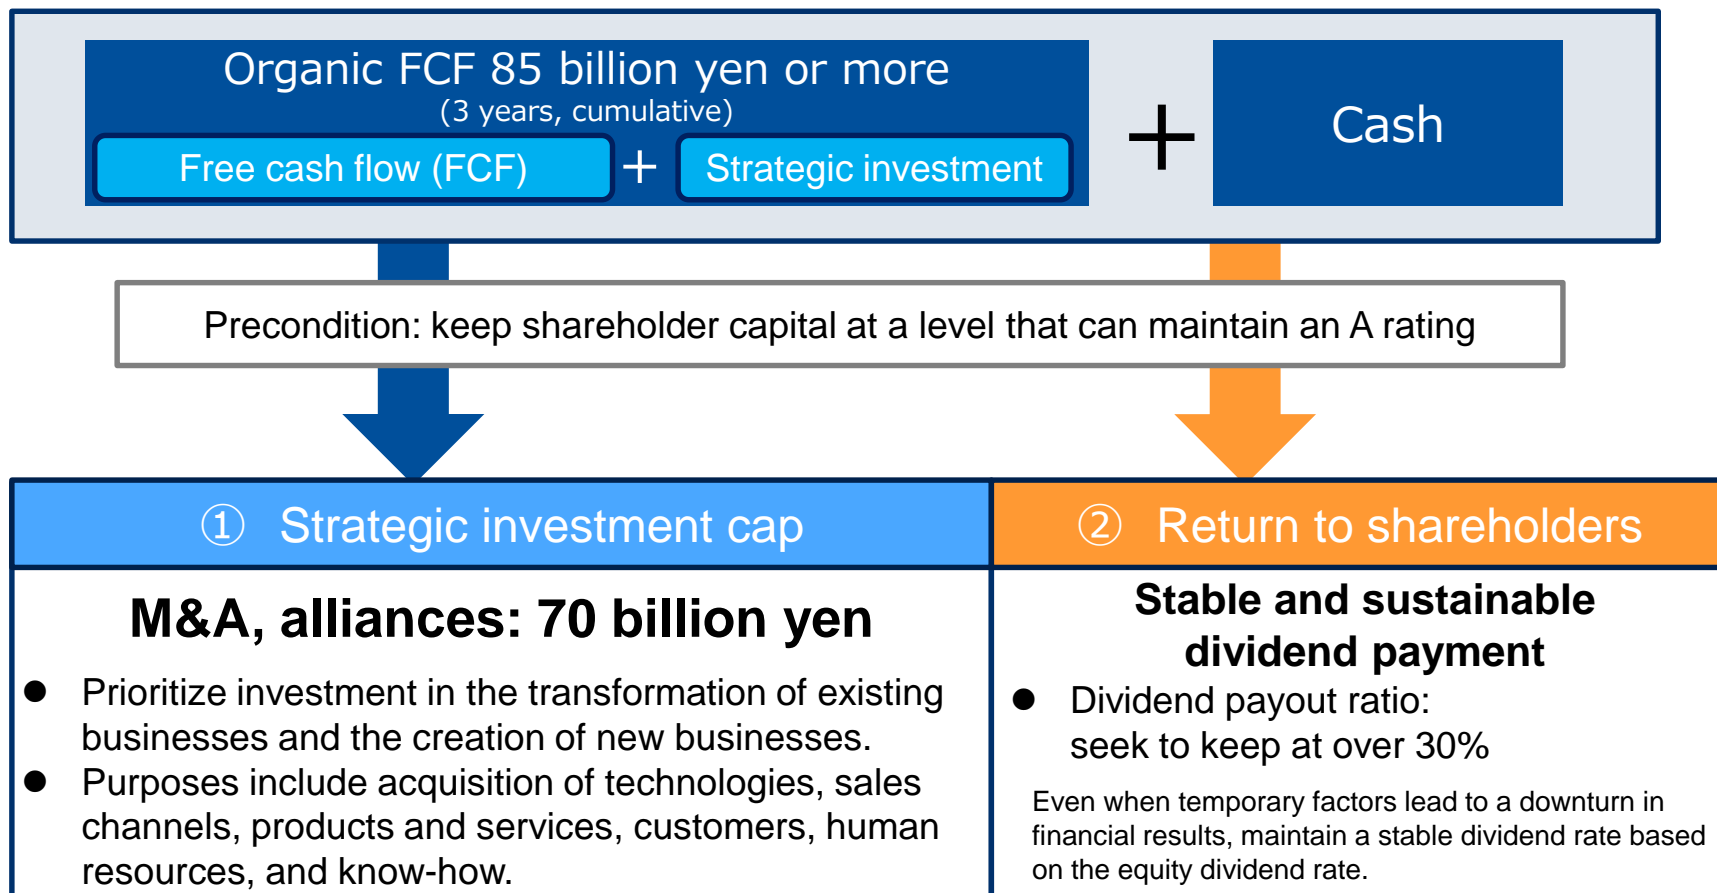 Organic FCF 85 billion yen or more
(3 years, cumulative)
Free cash flow (FCF) + Strategic investment
+
Cash
Precondition: keep shareholder capital at a level that can maintain an A rating
① Strategic investment cap
M&A, alliances: 70 billion yen
● Prioritize investment in the transformation of existing
businesses and the creation of new businesses.
● Purposes include acquisition of technologies, sales
channels, products and services, customers, human
resources, and know-how.
② Return to shareholders
Stable and sustainable
dividend payment
● Dividend payout ratio:
seek to keep at over 30%
Even when temporary factors lead to a downturn in
financial results, maintain a stable dividend rate based
on the equity dividend rate.